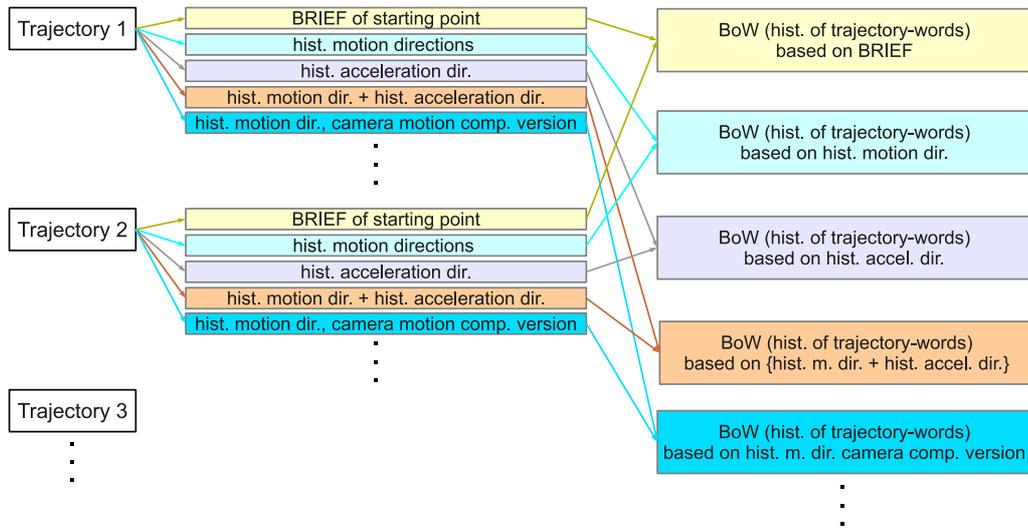 Trajectory 1
BRIEF of starting point
hist. motion directions
hist. acceleration dir.
hist. motion dir. + hist. acceleration dir.
hist. motion dir., camera motion comp. version
Trajectory 2
BRIEF of starting point
hist. motion directions
hist. acceleration dir.
hist. motion dir. + hist. acceleration dir.
hist. motion dir., camera motion comp. version
Trajectory 3
BoW (hist. of trajectory-words)
based on BRIEF
BoW (hist. of trajectory-words)
based on hist. motion dir.
BoW (hist. of trajectory-words)
based on hist. accel. dir.
BoW (hist. of trajectory-words)
based on {hist. m. dir. + hist. accel. dir.}
BoW (hist. of trajectory-words)
based on hist. m. dir. camera comp. version